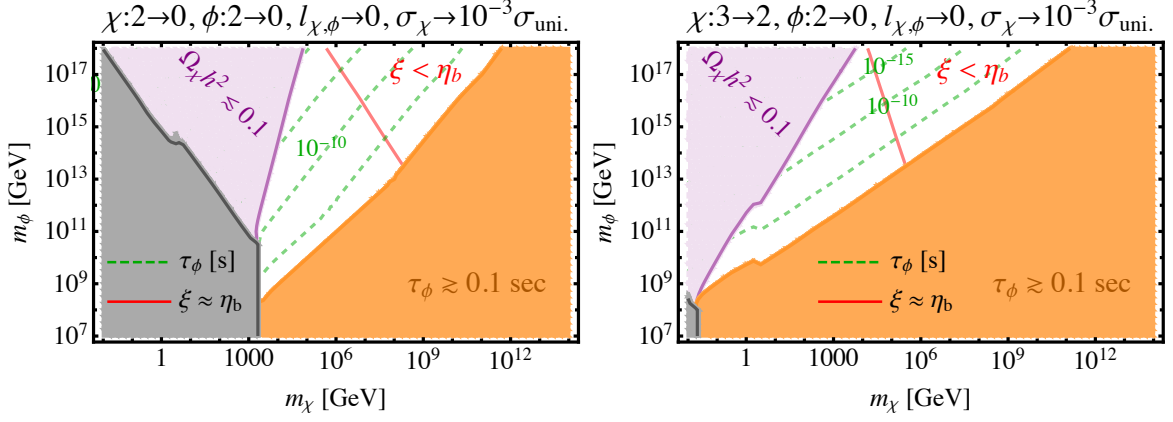 χ:2→0, ϕ:2→0, l_{χ,ϕ}→0, σ_χ→10^{-3}σ_{uni.}
10^{17}
10^{15}
10^{13}
10^{11}
10^{9}
10^{7}
m_ϕ [GeV]
0
Ω_χ h^2 ≲ 0.1
ξ < η_b
10^{-10}
τ_ϕ [s]
ξ ≈ η_b
τ_ϕ ≳ 0.1 sec
1
1000
10^{6}
10^{9}
10^{12}
m_χ [GeV]
χ:3→2, ϕ:2→0, l_{χ,ϕ}→0, σ_χ→10^{-3}σ_{uni.}
10^{17}
10^{15}
10^{13}
10^{11}
10^{9}
10^{7}
m_ϕ [GeV]
Ω_χ h^2 ≲ 0.1
10^{-15}
ξ < η_b
10^{-10}
τ_ϕ [s]
ξ ≈ η_b
τ_ϕ ≳ 0.1 sec
1
1000
10^{6}
10^{9}
10^{12}
m_χ [GeV]